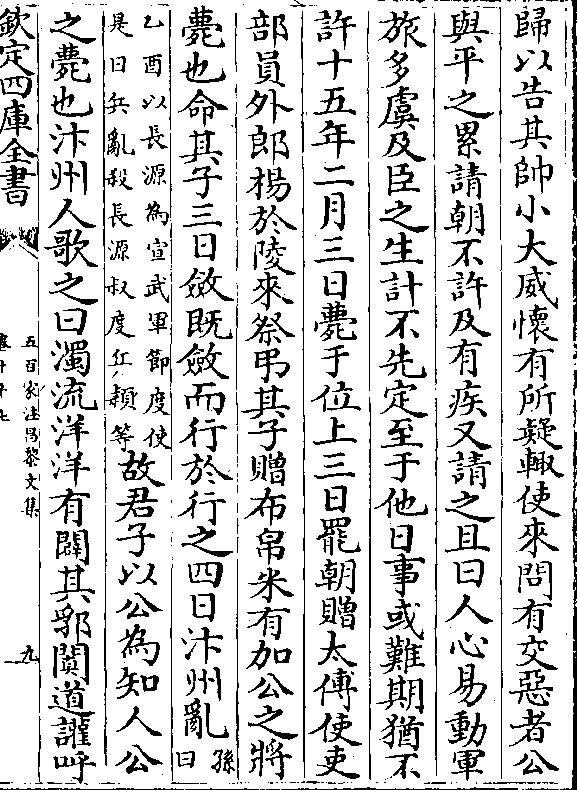 歸以告其帥小大威懷有所疑輙使來問有交惡者公
與平之累請朝不許及有疾又請之且曰人心易動軍
旅多虞及臣之生計不先定至于他日事或難期猶不
許十五年二月三日薨于位上三日罷朝贈太傅使吏
部員外郎楊於陵來祭弔其子贈布帛米有加公之將
薨也命其子三日斂既斂而行於行之四日汴州亂孫曰
乙酉以長源為宣武軍節度使
是日兵亂殺長源叔度丘頴等
故君子以公為知人公
之薨也汴州人歌之曰濁流洋洋有闢其郛闐道讙呼
欽定四庫全書
五百家注昌黎文集
卷三十七
九